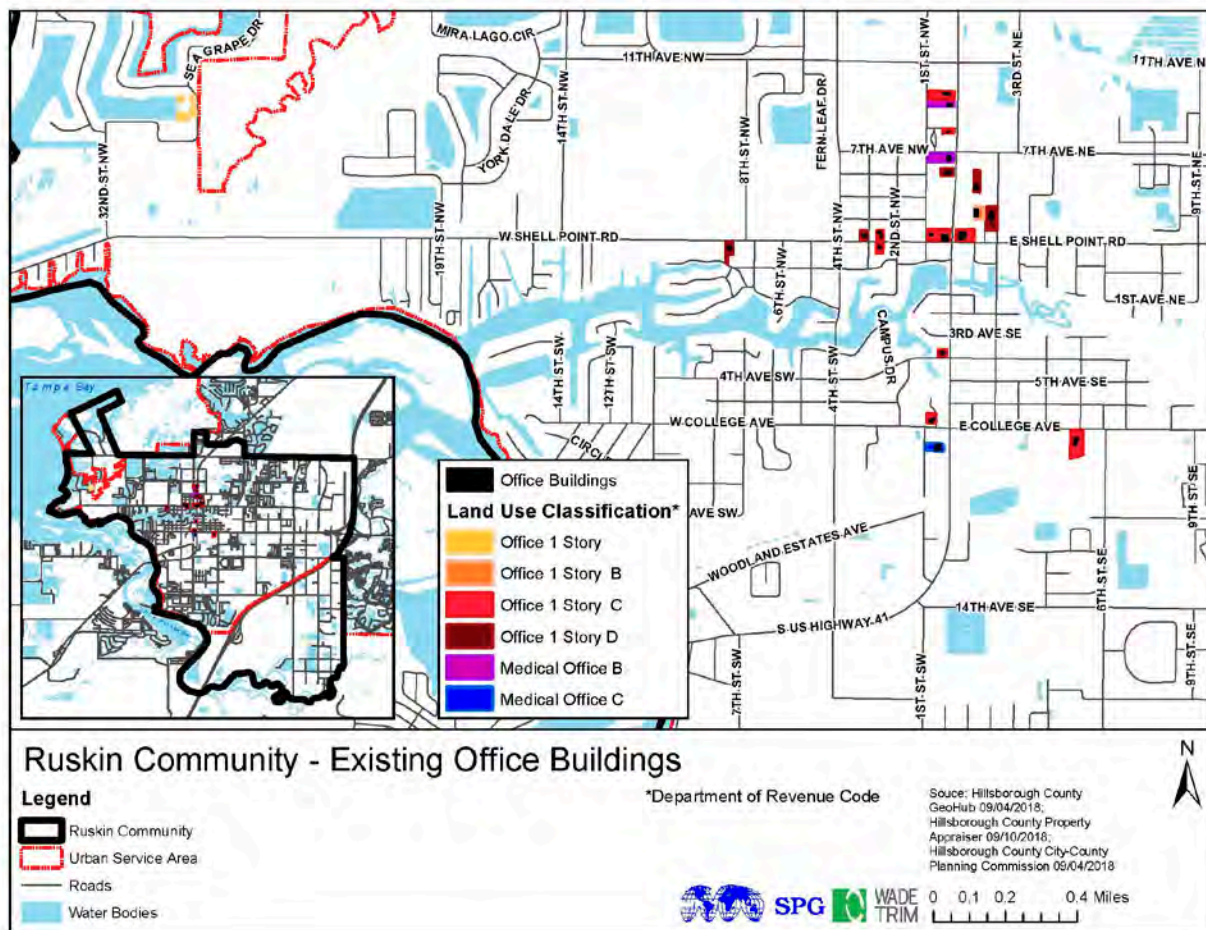 SEA GRAPE DR
MIRA-LAGO CIR
11TH AVE NW
1ST ST NW
3RD ST NE
11TH AVE N
14TH ST NW
YORK DALE DR
FERN LEAF DR
8TH ST NW
7TH AVE NW
7TH AVE NE
9TH ST NE
32ND ST NW
19TH ST NW
4TH ST NW
2ND ST NW
W SHELL POINT RD
E SHELL POINT RD
6TH ST NW
1ST AVE NE
CAMPUS DR
3RD AVE SE
14TH ST SW
12TH ST SW
4TH AVE SW
4TH ST SW
5TH AVE SE
W COLLEGE AVE
E COLLEGE AVE
Tampa Bay
AVE SW
WOODLAND ESTATES AVE
9TH ST SE
6TH ST SE
14TH AVE SE
S US HIGHWAY 41
7TH ST SW
1ST ST SW
9TH ST SE
Office Buildings
Land Use Classification*
Office 1 Story
Office 1 Story B
Office 1 Story C
Office 1 Story D
Medical Office B
Medical Office C
Ruskin Community - Existing Office Buildings
Legend
Ruskin Community
Urban Service Area
Roads
Water Bodies
*Department of Revenue Code
Souce: Hillsborough County
GeoHub 09/04/2018;
Hillsborough County Property
Appraiser 09/10/2018;
Hillsborough County City-County
Planning Commission 09/04/2018
N
SPG
WADE
TRIM
0 0.1 0.2 0.4 Miles